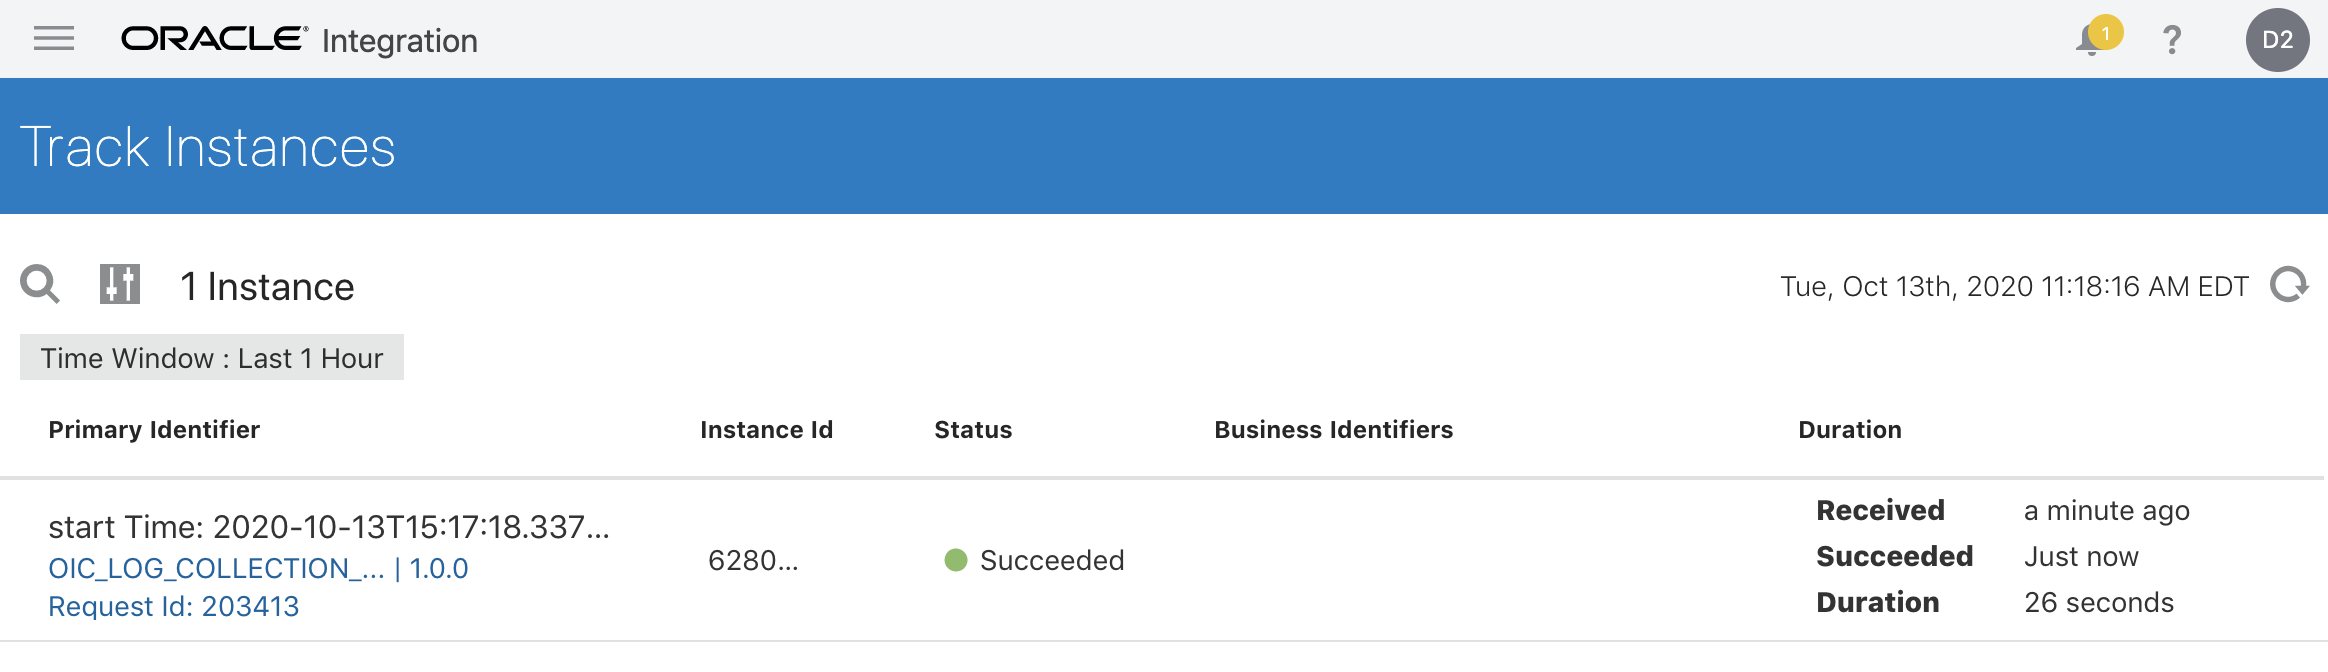 ORACLE® Integration
1
?
D2
Track Instances
1 Instance
Tue, Oct 13th, 2020 11:18:16 AM EDT
Time Window : Last 1 Hour
Primary Identifier Instance Id Status Business Identifiers Duration
start Time: 2020-10-13T15:17:18.337...
OIC_LOG_COLLECTION_... | 1.0.0
Request Id: 203413
6280...
Succeeded
Received a minute ago
Succeeded Just now
Duration 26 seconds